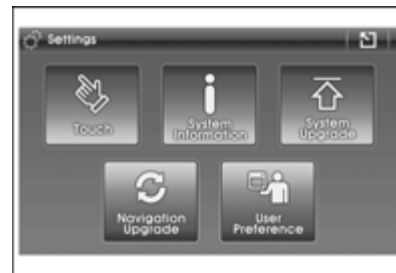 Settings
Touch
System
Information
System
Upgrade
Navigation
Upgrade
User
Preference